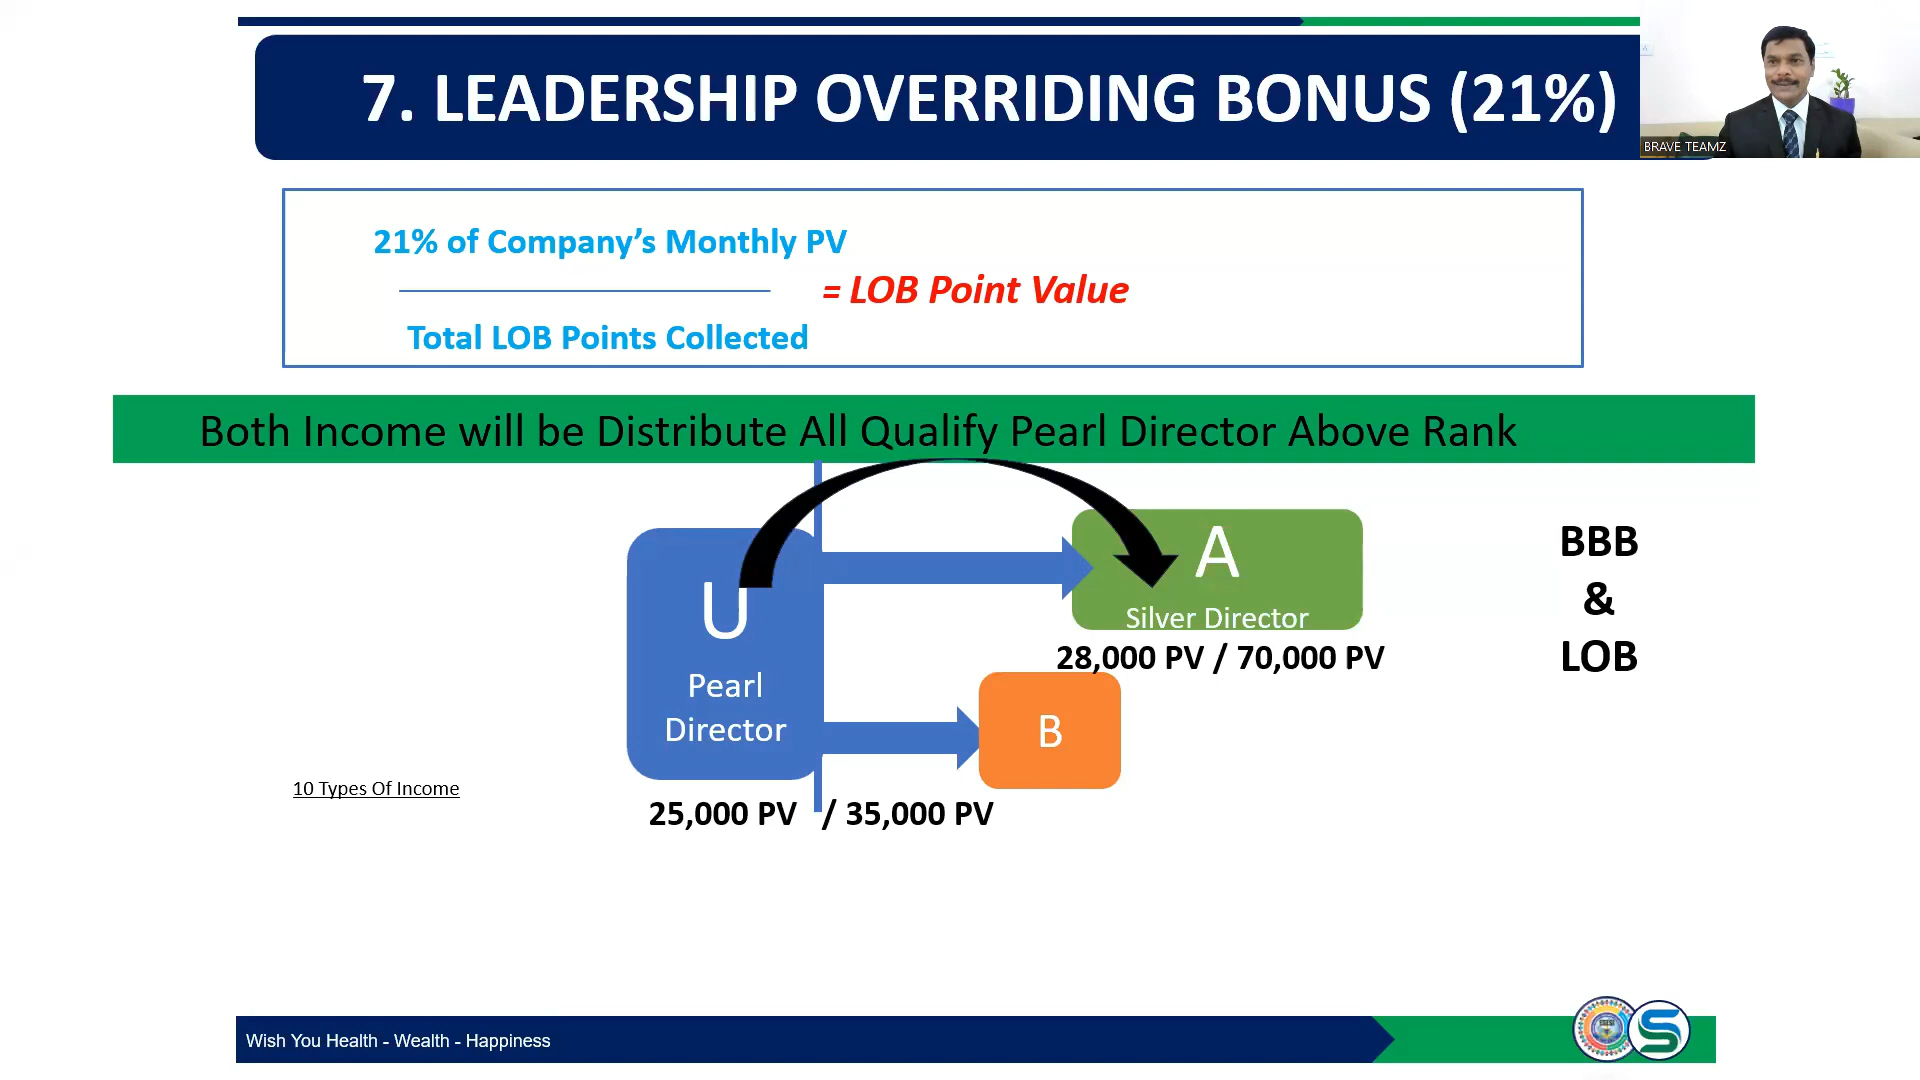 7. LEADERSHIP OVERRIDING BONUS (21%)
BRAVE TEAMZ
21% of Company’s Monthly PV
= LOB Point Value
Total LOB Points Collected
Both Income will be Distribute All Qualify Pearl Director Above Rank
U
Pearl
Director
A
Silver Director
28,000 PV / 70,000 PV
B
BBB
&
LOB
10 Types Of Income
25,000 PV / 35,000 PV
Wish You Health - Wealth - Happiness